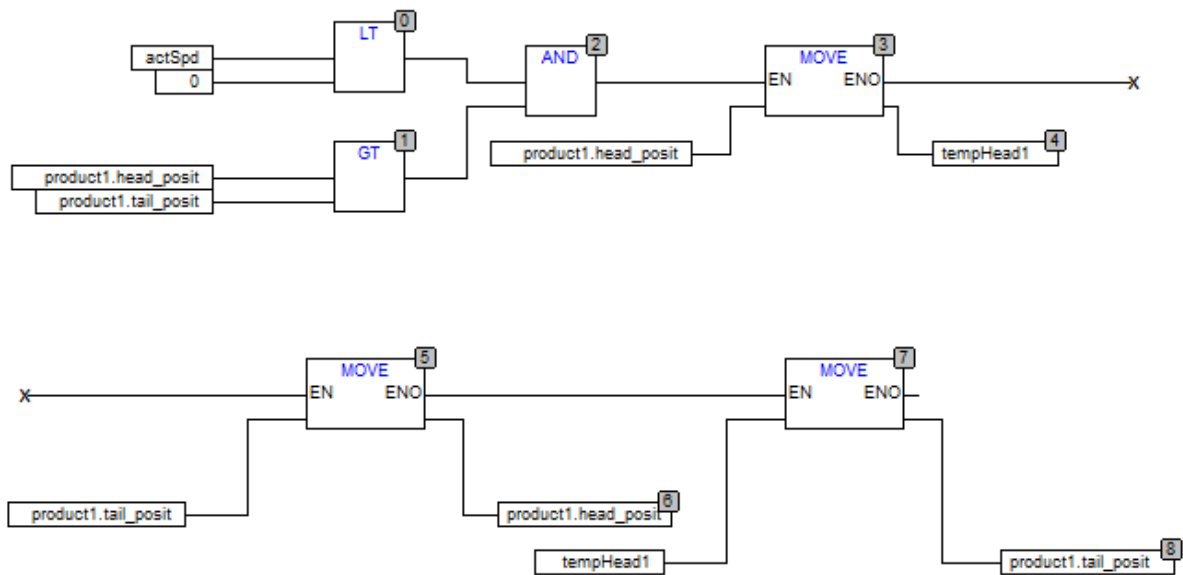 0
LT
actSpd
0
2
AND
3
MOVE
EN ENO
x
1
GT
product1.head_posit
product1.tail_posit
product1.head_posit
4
tempHead1
5
MOVE
x
EN ENO
7
MOVE
EN ENO
product1.tail_posit
6
product1.head_posit
tempHead1
8
product1.tail_posit